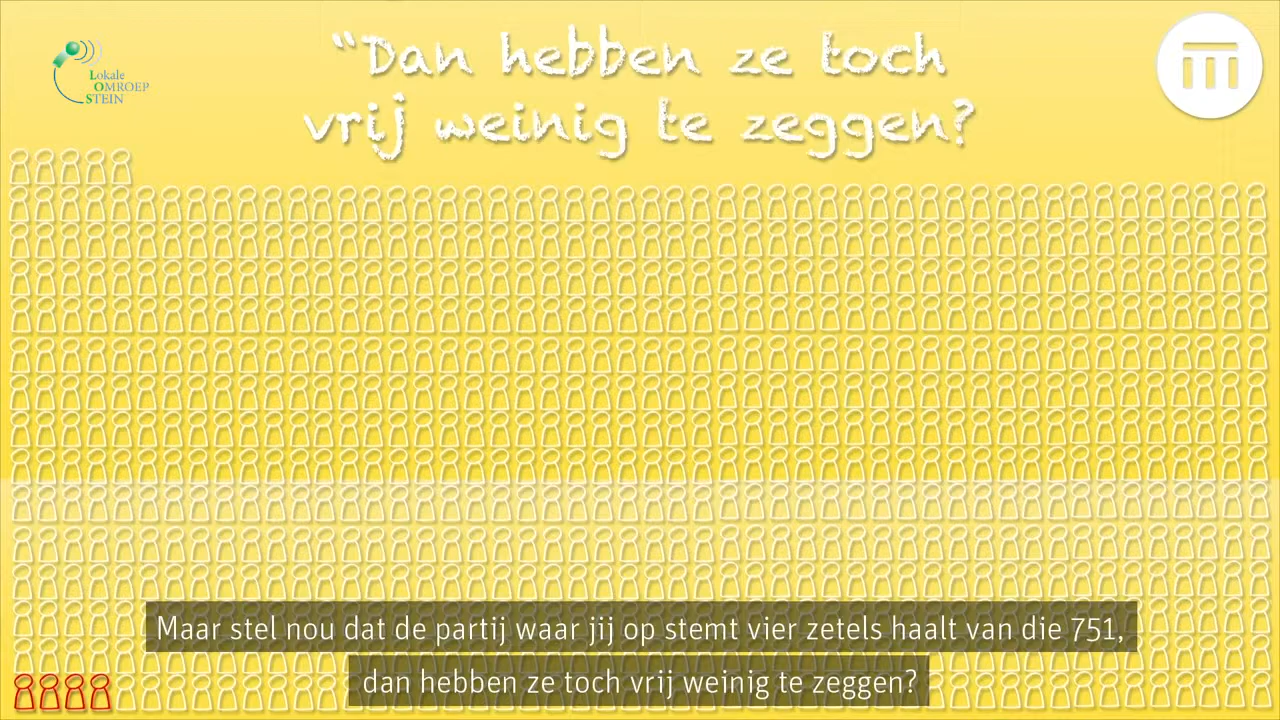 “Dan hebben ze toch
vrij weinig te zeggen?
Lokale
OMROEP
STEIN
Maar stel nou dat de partij waar jij op stemt vier zetels haalt van die 751,
dan hebben ze toch vrij weinig te zeggen?